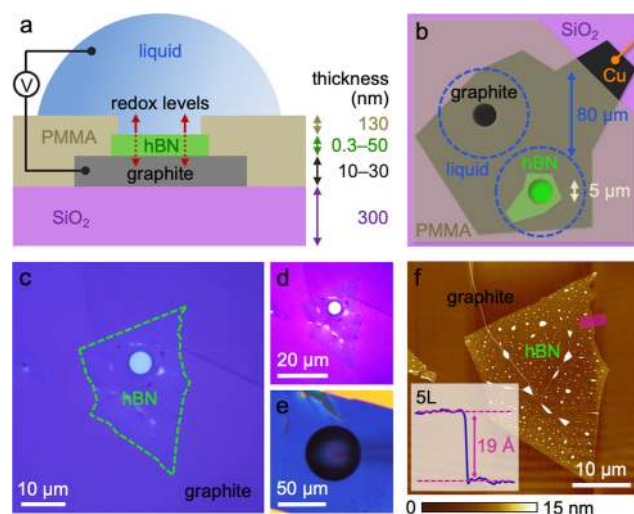 a
liquid
V
redox levels
PMMA
hBN
graphite
SiO₂
thickness
(nm)
130
0.3–50
10–30
300
b
SiO₂
Cu
graphite
80 µm
liquid
hBN
5 µm
PMMA
c
hBN
10 µm
graphite
d
20 µm
e
50 µm
f
graphite
hBN
5L
19 Å
10 µm
0
15 nm